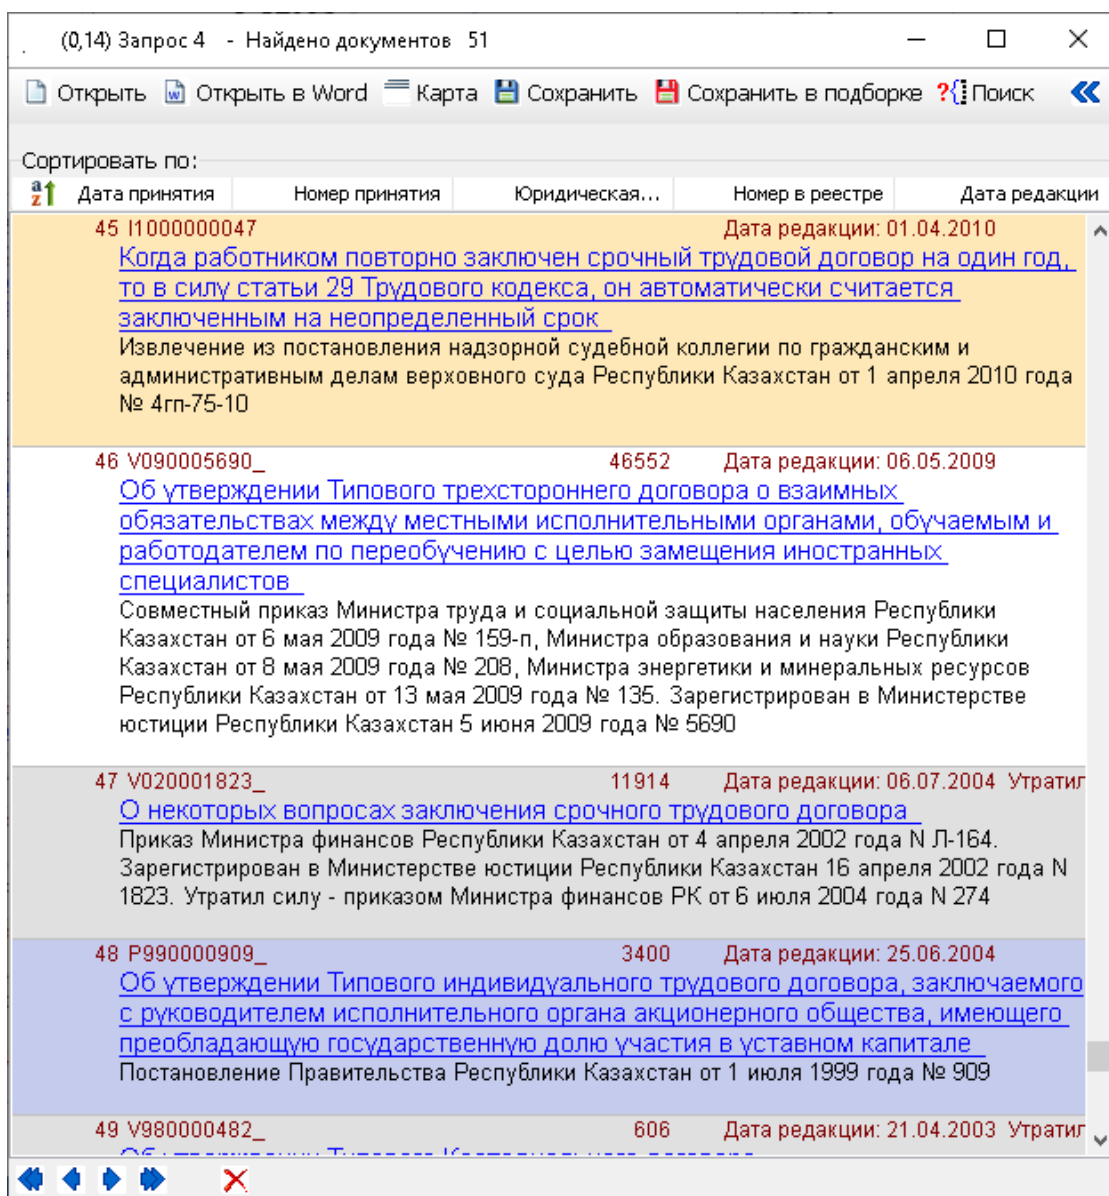 (0,14) Запрос 4 - Найдено документов 51
Открыть Открыть в Word Карта Сохранить Сохранить в подборке ?{ Поиск
Сортировать по:
Дата принятия Номер принятия Юридическая... Номер в реестре Дата редакции
45 I1000000047 Дата редакции: 01.04.2010
Когда работником повторно заключен срочный трудовой договор на один год,
то в силу статьи 29 Трудового кодекса, он автоматически считается
заключенным на неопределенный срок
Извлечение из постановления надзорной судебной коллегии по гражданским и
административным делам верховного суда Республики Казахстан от 1 апреля 2010 года
№ 4гп-75-10
46 V090005690_ 46552 Дата редакции: 06.05.2009
Об утверждении Типового трехстороннего договора о взаимных
обязательствах между местными исполнительными органами, обучаемым и
работодателем по переобучению с целью замещения иностранных
специалистов
Совместный приказ Министра труда и социальной защиты населения Республики
Казахстан от 6 мая 2009 года № 159-п, Министра образования и науки Республики
Казахстан от 8 мая 2009 года № 208, Министра энергетики и минеральных ресурсов
Республики Казахстан от 13 мая 2009 года № 135. Зарегистрирован в Министерстве
юстиции Республики Казахстан 5 июня 2009 года № 5690
47 V020001823_ 11914 Дата редакции: 06.07.2004 Утратил
О некоторых вопросах заключения срочного трудового договора
Приказ Министра финансов Республики Казахстан от 4 апреля 2002 года N Л-164.
Зарегистрирован в Министерстве юстиции Республики Казахстан 16 апреля 2002 года N
1823. Утратил силу - приказом Министра финансов РК от 6 июля 2004 года N 274
48 P990000909_ 3400 Дата редакции: 25.06.2004
Об утверждении Типового индивидуального трудового договора, заключаемого
с руководителем исполнительного органа акционерного общества, имеющего
преобладающую государственную долю участия в уставном капитале
Постановление Правительства Республики Казахстан от 1 июля 1999 года № 909
49 V980000482_ 606 Дата редакции: 21.04.2003 Утратил
Об утверждении Типового